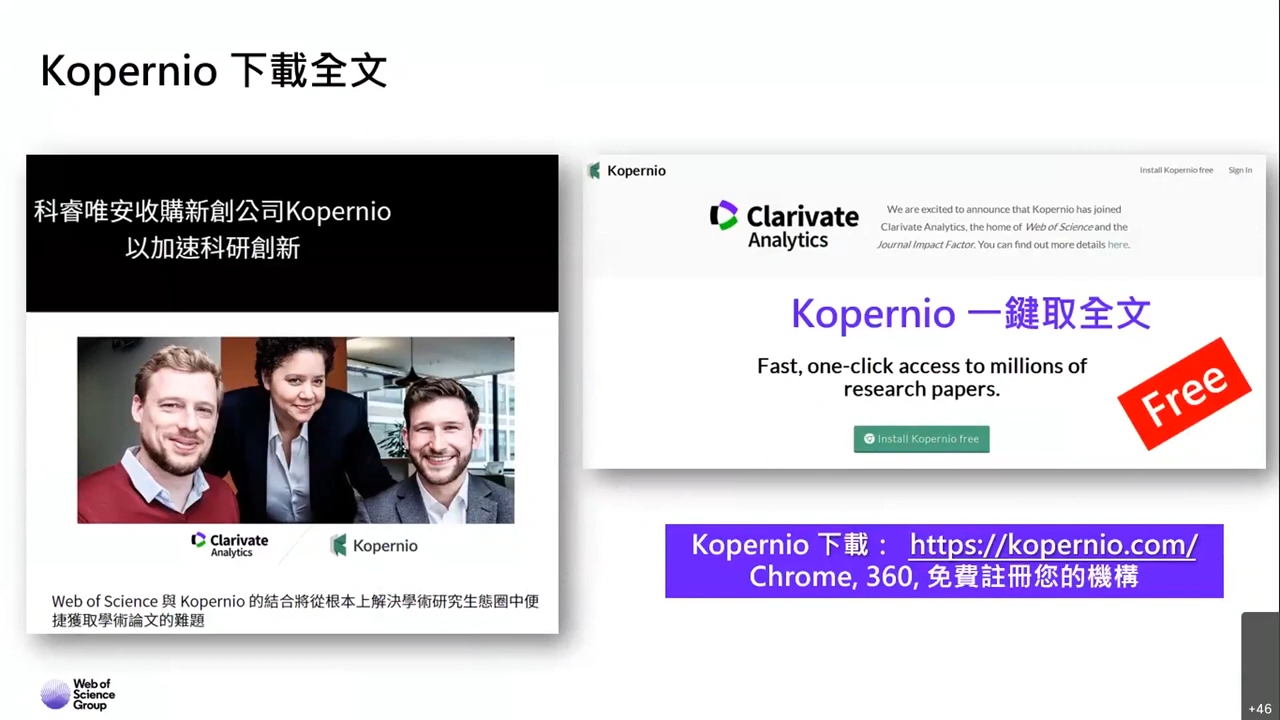 Kopernio 下載全文
科睿唯安收購新創公司Kopernio
以加速科研創新
Clarivate
Analytics
Kopernio
Web of Science 與 Kopernio 的結合將從根本上解決學術研究生態圈中便
捷獲取學術論文的難題
Kopernio
Install Kopernio free
Sign In
Clarivate
Analytics
We are excited to announce that Kopernio has joined
Clarivate Analytics, the home of Web of Science and the
Journal Impact Factor. You can find out more details here.
Kopernio 一鍵取全文
Fast, one-click access to millions of
research papers.
Free
Install Kopernio free
Kopernio 下載： https://kopernio.com/
Chrome, 360, 免費註冊您的機構
Web of
Science
Group
+46